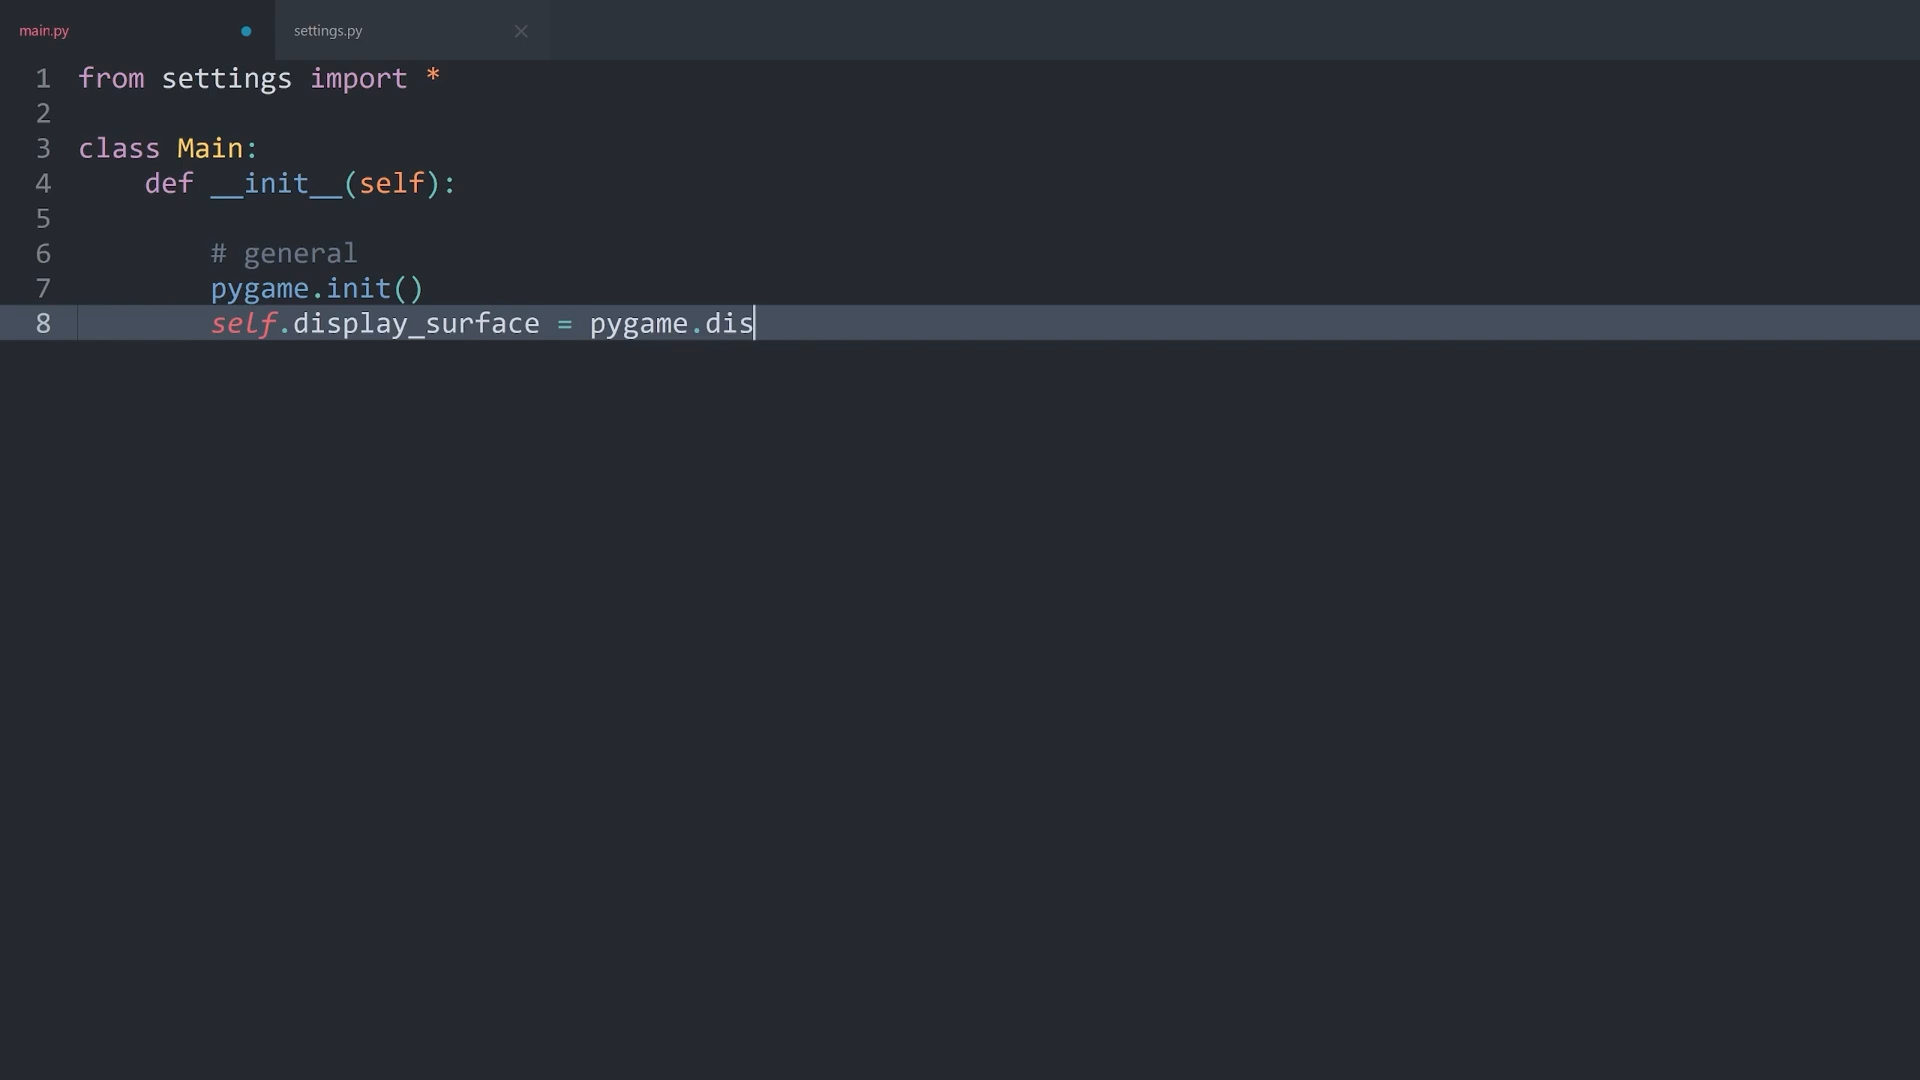 main.py
settings.py
1 from settings import *
2
3 class Main:
4     def __init__(self):
5
6         # general
7         pygame.init()
8         self.display_surface = pygame.dis